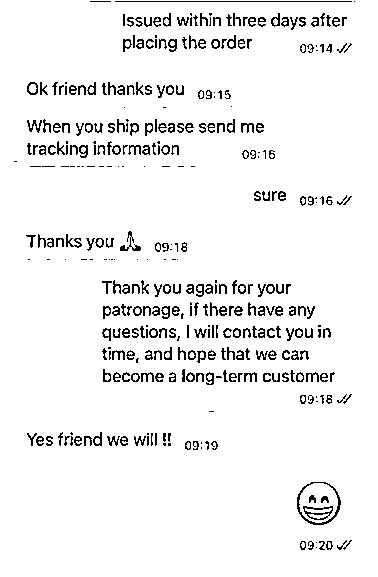 Issued within three days after
placing the order 09:14
Ok friend thanks you 09:15
When you ship please send me
tracking information 09:16
sure 09:16
Thanks you 🙏 09:18
Thank you again for your
patronage, if there have any
questions, I will contact you in
time, and hope that we can
become a long-term customer
09:18
Yes friend we will !! 09:19
😁
09:20